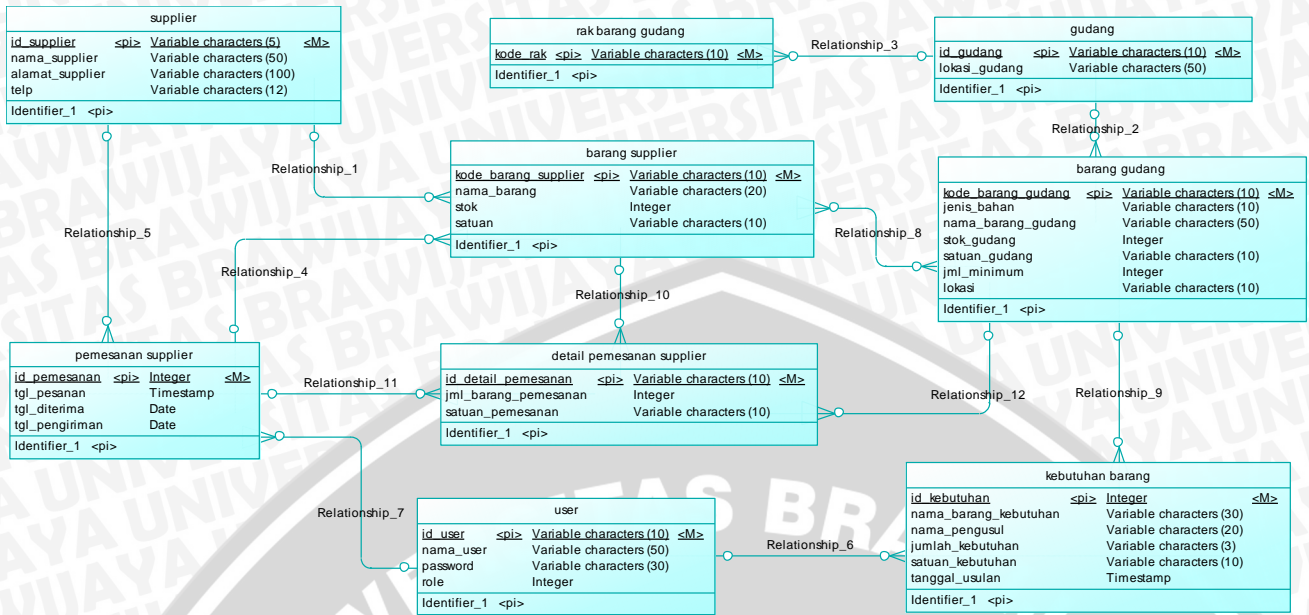 supplier
id_supplier <pi> Variable characters (5) <M>
nama_supplier Variable characters (50)
alamat_supplier Variable characters (100)
telp Variable characters (12)
Identifier_1 <pi>
rak barang gudang
kode_rak <pi> Variable characters (10) <M>
Identifier_1 <pi>
Relationship_3
gudang
id_gudang <pi> Variable characters (10) <M>
lokasi_gudang Variable characters (50)
Identifier_1 <pi>
Relationship_2
Relationship_1
barang supplier
kode_barang_supplier <pi> Variable characters (10) <M>
nama_barang Variable characters (20)
stok Integer
satuan Variable characters (10)
Identifier_1 <pi>
barang gudang
kode_barang_gudang <pi> Variable characters (10) <M>
jenis_bahan Variable characters (10)
nama_barang_gudang Variable characters (50)
stok_gudang Integer
satuan_gudang Variable characters (10)
jml_minimum Integer
lokasi Variable characters (10)
Identifier_1 <pi>
Relationship_5
Relationship_8
Relationship_4
Relationship_10
pemesanan supplier
id_pemesanan <pi> Integer <M>
tgl_pesanan Timestamp
tgl_diterima Date
tgl_pengiriman Date
Identifier_1 <pi>
Relationship_11
detail pemesanan supplier
id_detail_pemesanan <pi> Variable characters (10) <M>
jml_barang_pemesanan Integer
satuan_pemesanan Variable characters (10)
Identifier_1 <pi>
Relationship_12
Relationship_9
Relationship_7
user
id_user <pi> Variable characters (10) <M>
nama_user Variable characters (50)
password Variable characters (30)
role Integer
Identifier_1 <pi>
Relationship_6
kebutuhan barang
id_kebutuhan <pi> Integer <M>
nama_barang_kebutuhan Variable characters (30)
nama_pengusul Variable characters (20)
jumlah_kebutuhan Variable characters (3)
satuan_kebutuhan Variable characters (10)
tanggal_usulan Timestamp
Identifier_1 <pi>